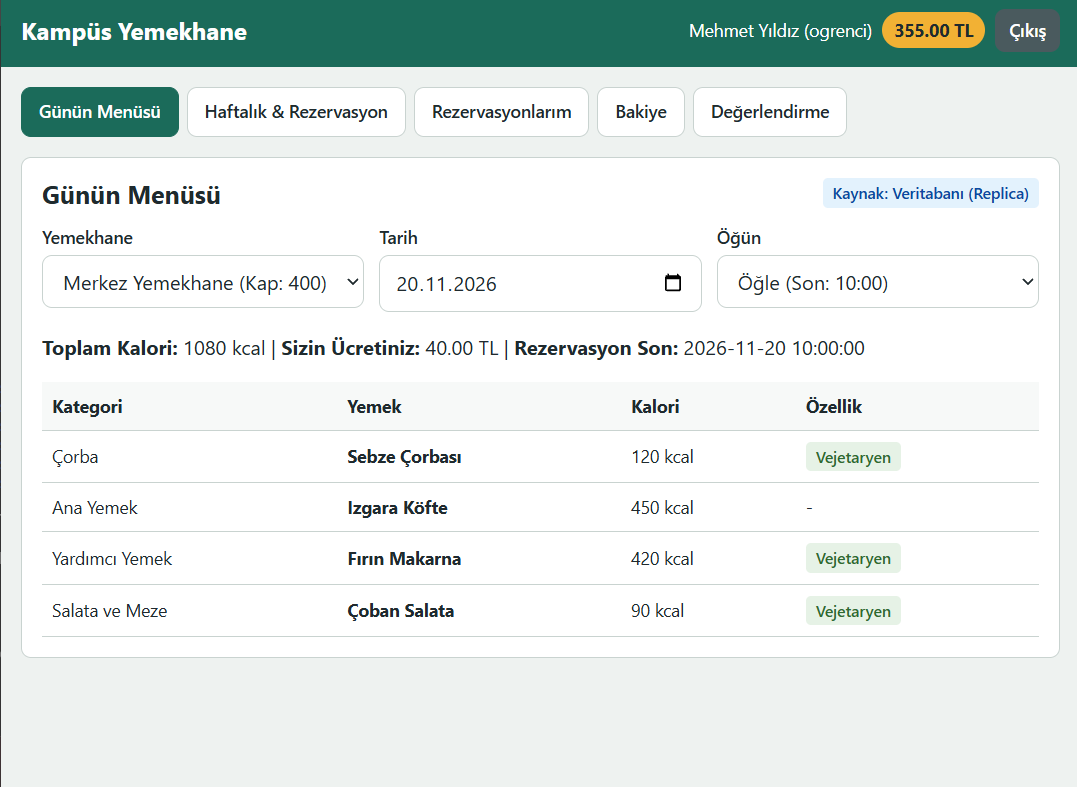 Kampüs Yemekhane
Mehmet Yıldız (ogrenci) 355.00 TL Çıkış
Günün Menüsü Haftalık & Rezervasyon Rezervasyonlarım Bakiye Değerlendirme
Günün Menüsü
Kaynak: Veritabanı (Replica)
Yemekhane Tarih Öğün
Merkez Yemekhane (Kap: 400) 20.11.2026 Öğle (Son: 10:00)
Toplam Kalori: 1080 kcal | Sizin Ücretiniz: 40.00 TL | Rezervasyon Son: 2026-11-20 10:00:00
Kategori Yemek Kalori Özellik
Çorba Sebze Çorbası 120 kcal Vejetaryen
Ana Yemek Izgara Köfte 450 kcal -
Yardımcı Yemek Fırın Makarna 420 kcal Vejetaryen
Salata ve Meze Çoban Salata 90 kcal Vejetaryen